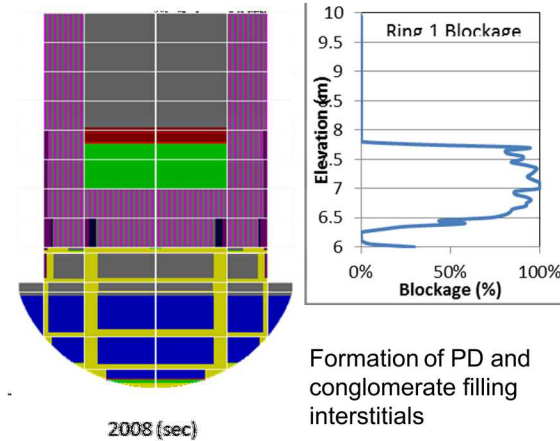 Ring 1 Blockage
Elevation (m)
10
9.5
9
8.5
8
7.5
7
6.5
6
0%
50%
100%
Blockage (%)
Formation of PD and
conglomerate filling
interstitials
2008 (sec)